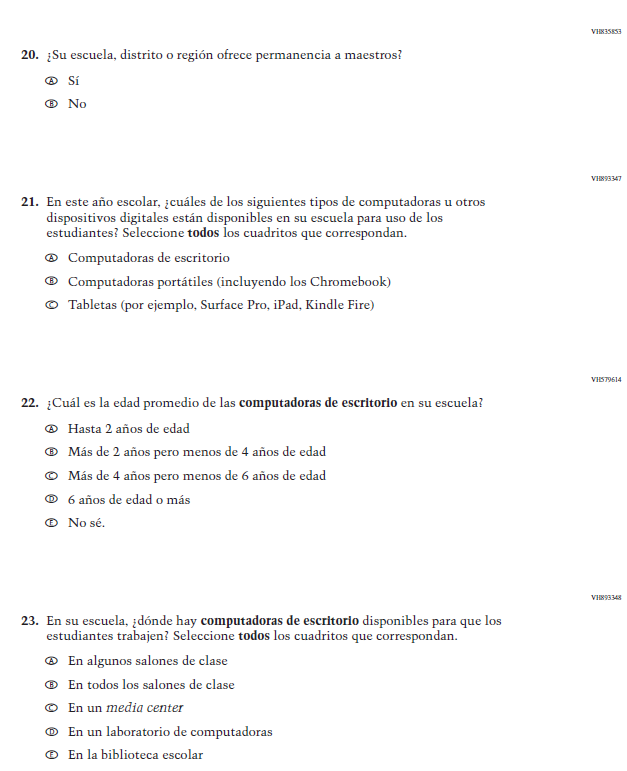 VH835853
20. ¿Su escuela, distrito o región ofrece permanencia a maestros?
A Sí
B No
VH893347
21. En este año escolar, ¿cuáles de los siguientes tipos de computadoras u otros
dispositivos digitales están disponibles en su escuela para uso de los
estudiantes? Seleccione todos los cuadritos que correspondan.
A Computadoras de escritorio
B Computadoras portátiles (incluyendo los Chromebook)
C Tabletas (por ejemplo, Surface Pro, iPad, Kindle Fire)
VH579614
22. ¿Cuál es la edad promedio de las computadoras de escritorio en su escuela?
A Hasta 2 años de edad
B Más de 2 años pero menos de 4 años de edad
C Más de 4 años pero menos de 6 años de edad
D 6 años de edad o más
E No sé.
VH893348
23. En su escuela, ¿dónde hay computadoras de escritorio disponibles para que los
estudiantes trabajen? Seleccione todos los cuadritos que correspondan.
A En algunos salones de clase
B En todos los salones de clase
C En un media center
D En un laboratorio de computadoras
E En la biblioteca escolar